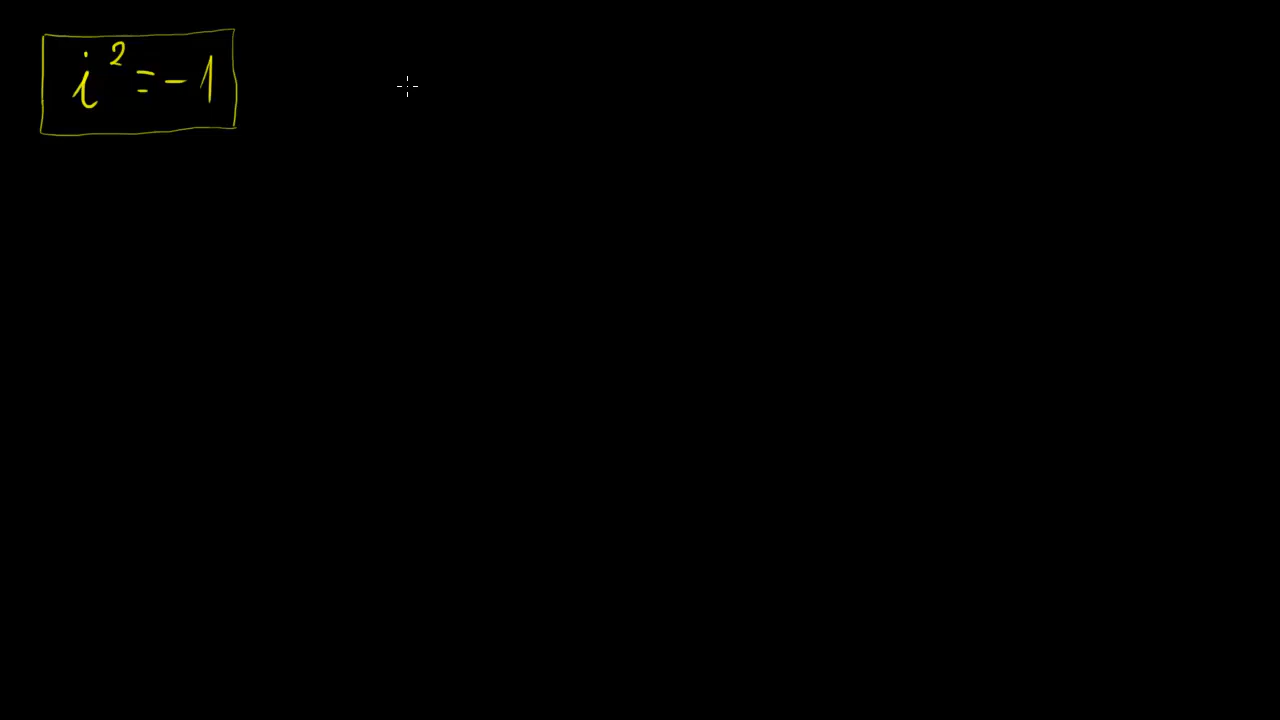 i² = -1